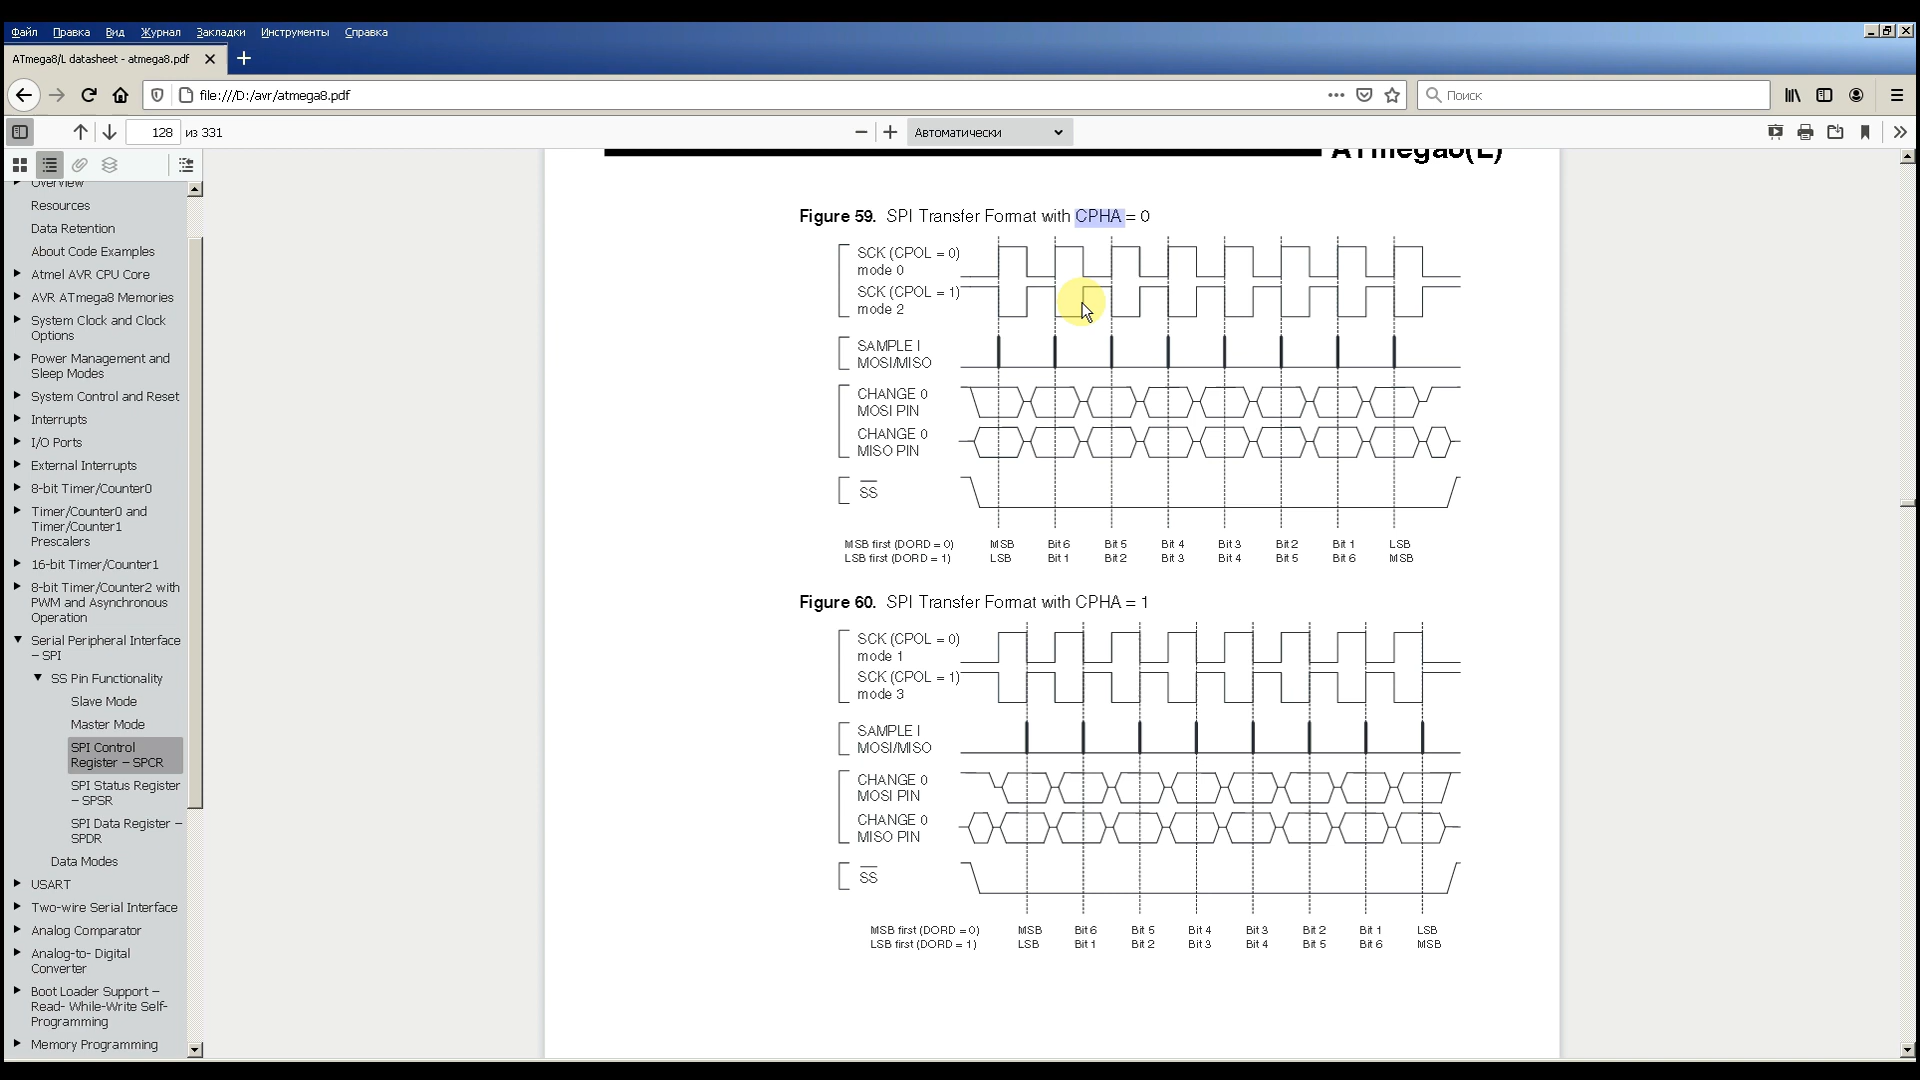 Файл Правка Вид Журнал Закладки Инструменты Справка
ATmega8/L datasheet - atmega8.pdf
file:///D:/avr/atmega8.pdf
Поиск
128 из 331
Автоматически
Overview
Resources
Data Retention
About Code Examples
Atmel AVR CPU Core
AVR ATmega8 Memories
System Clock and Clock
Options
Power Management and
Sleep Modes
System Control and Reset
Interrupts
I/O Ports
External Interrupts
8-bit Timer/Counter0
Timer/Counter0 and
Timer/Counter1
Prescalers
16-bit Timer/Counter1
8-bit Timer/Counter2 with
PWM and Asynchronous
Operation
Serial Peripheral Interface
– SPI
SS Pin Functionality
Slave Mode
Master Mode
SPI Control
Register – SPCR
SPI Status Register
– SPSR
SPI Data Register –
SPDR
Data Modes
USART
Two-wire Serial Interface
Analog Comparator
Analog-to- Digital
Converter
Boot Loader Support –
Read- While-Write Self-
Programming
Memory Programming
ATmega8(L)
Figure 59. SPI Transfer Format with CPHA = 0
SCK (CPOL = 0)
mode 0
SCK (CPOL = 1)
mode 2
SAMPLE I
MOSI/MISO
CHANGE 0
MOSI PIN
CHANGE 0
MISO PIN
SS
MSB first (DORD = 0) MSB Bit 6 Bit 5 Bit 4 Bit 3 Bit 2 Bit 1 LSB
LSB first (DORD = 1) LSB Bit 1 Bit 2 Bit 3 Bit 4 Bit 5 Bit 6 MSB
Figure 60. SPI Transfer Format with CPHA = 1
SCK (CPOL = 0)
mode 1
SCK (CPOL = 1)
mode 3
SAMPLE I
MOSI/MISO
CHANGE 0
MOSI PIN
CHANGE 0
MISO PIN
SS
MSB first (DORD = 0) MSB Bit 6 Bit 5 Bit 4 Bit 3 Bit 2 Bit 1 LSB
LSB first (DORD = 1) LSB Bit 1 Bit 2 Bit 3 Bit 4 Bit 5 Bit 6 MSB